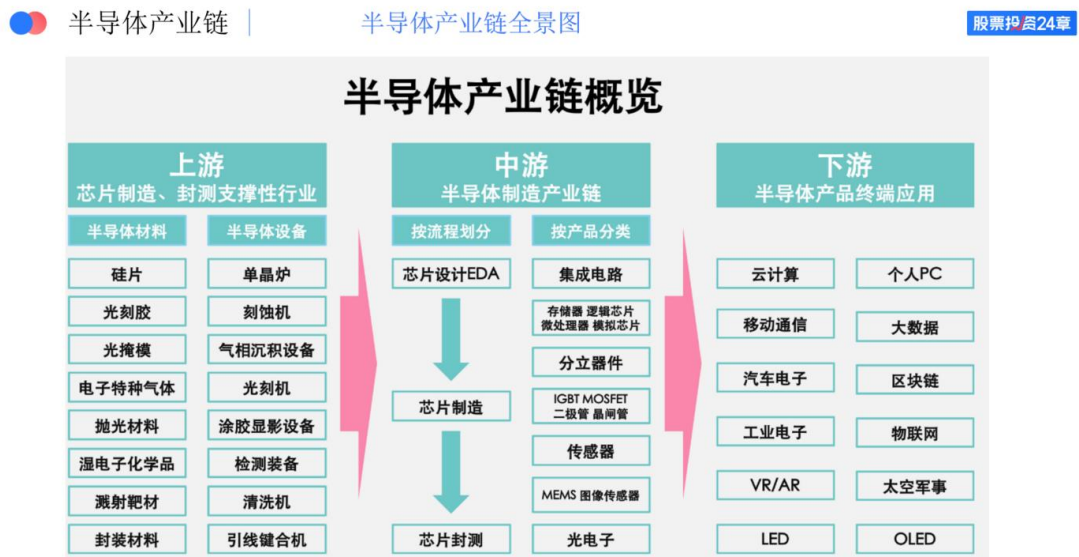 半导体产业链
半导体产业链全景图
股票投资24章
半导体产业链概览
上游
芯片制造、封测支撑性行业
半导体材料
半导体设备
硅片
单晶炉
光刻胶
刻蚀机
光掩模
气相沉积设备
电子特种气体
光刻机
抛光材料
涂胶显影设备
湿电子化学品
检测装备
溅射靶材
清洗机
封装材料
引线键合机
中游
半导体制造产业链
按流程划分
按产品分类
芯片设计EDA
芯片制造
芯片封测
集成电路
存储器 逻辑芯片
微处理器 模拟芯片
分立器件
IGBT MOSFET
二极管 晶闸管
传感器
MEMS 图像传感器
光电子
下游
半导体产品终端应用
云计算
个人PC
移动通信
大数据
汽车电子
区块链
工业电子
物联网
VR/AR
太空军事
LED
OLED